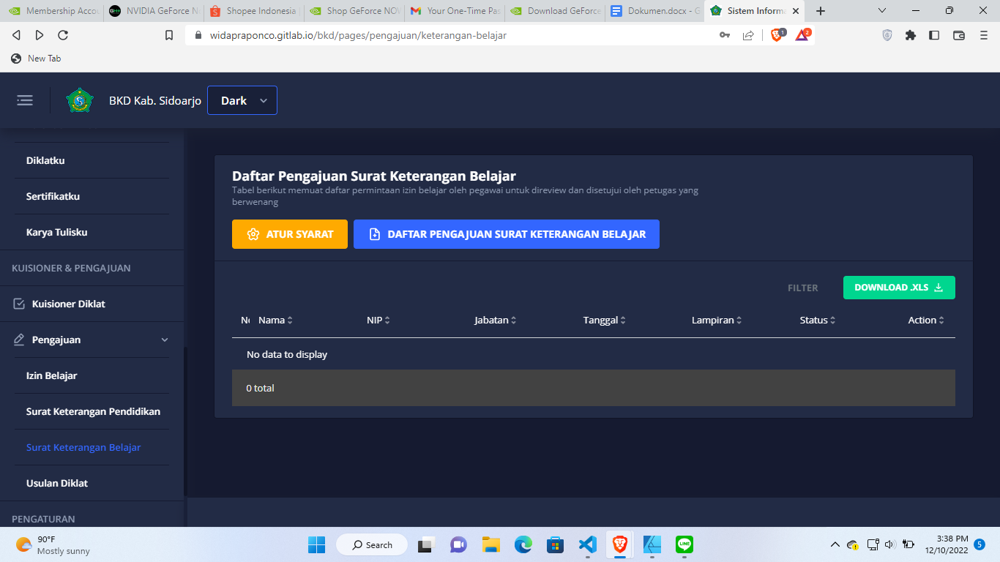 Membership Accou
NVIDIA GeForce N
Shopee Indonesia
Shop GeForce NOW
Your One-Time Pas
Download GeForce
Dokumen.docx - G
Sistem Informa
widapraponco.gitlab.io/bkd/pages/pengajuan/keterangan-belajar
1
2
New Tab
BKD Kab. Sidoarjo
Dark
Diklatku
Sertifikatku
Karya Tulisku
KUISIONER & PENGAJUAN
Kuisioner Diklat
Pengajuan
Izin Belajar
Surat Keterangan Pendidikan
Surat Keterangan Belajar
Usulan Diklat
PENGATURAN
Daftar Pengajuan Surat Keterangan Belajar
Tabel berikut memuat daftar permintaan izin belajar oleh pegawai untuk direview dan disetujui oleh petugas yang
berwenang
ATUR SYARAT
DAFTAR PENGAJUAN SURAT KETERANGAN BELAJAR
FILTER
DOWNLOAD .XLS
Nama NIP Jabatan Tanggal Lampiran Status Action
No data to display
0 total
90°F
Mostly sunny
Search
LINE
3:38 PM
12/10/2022
5